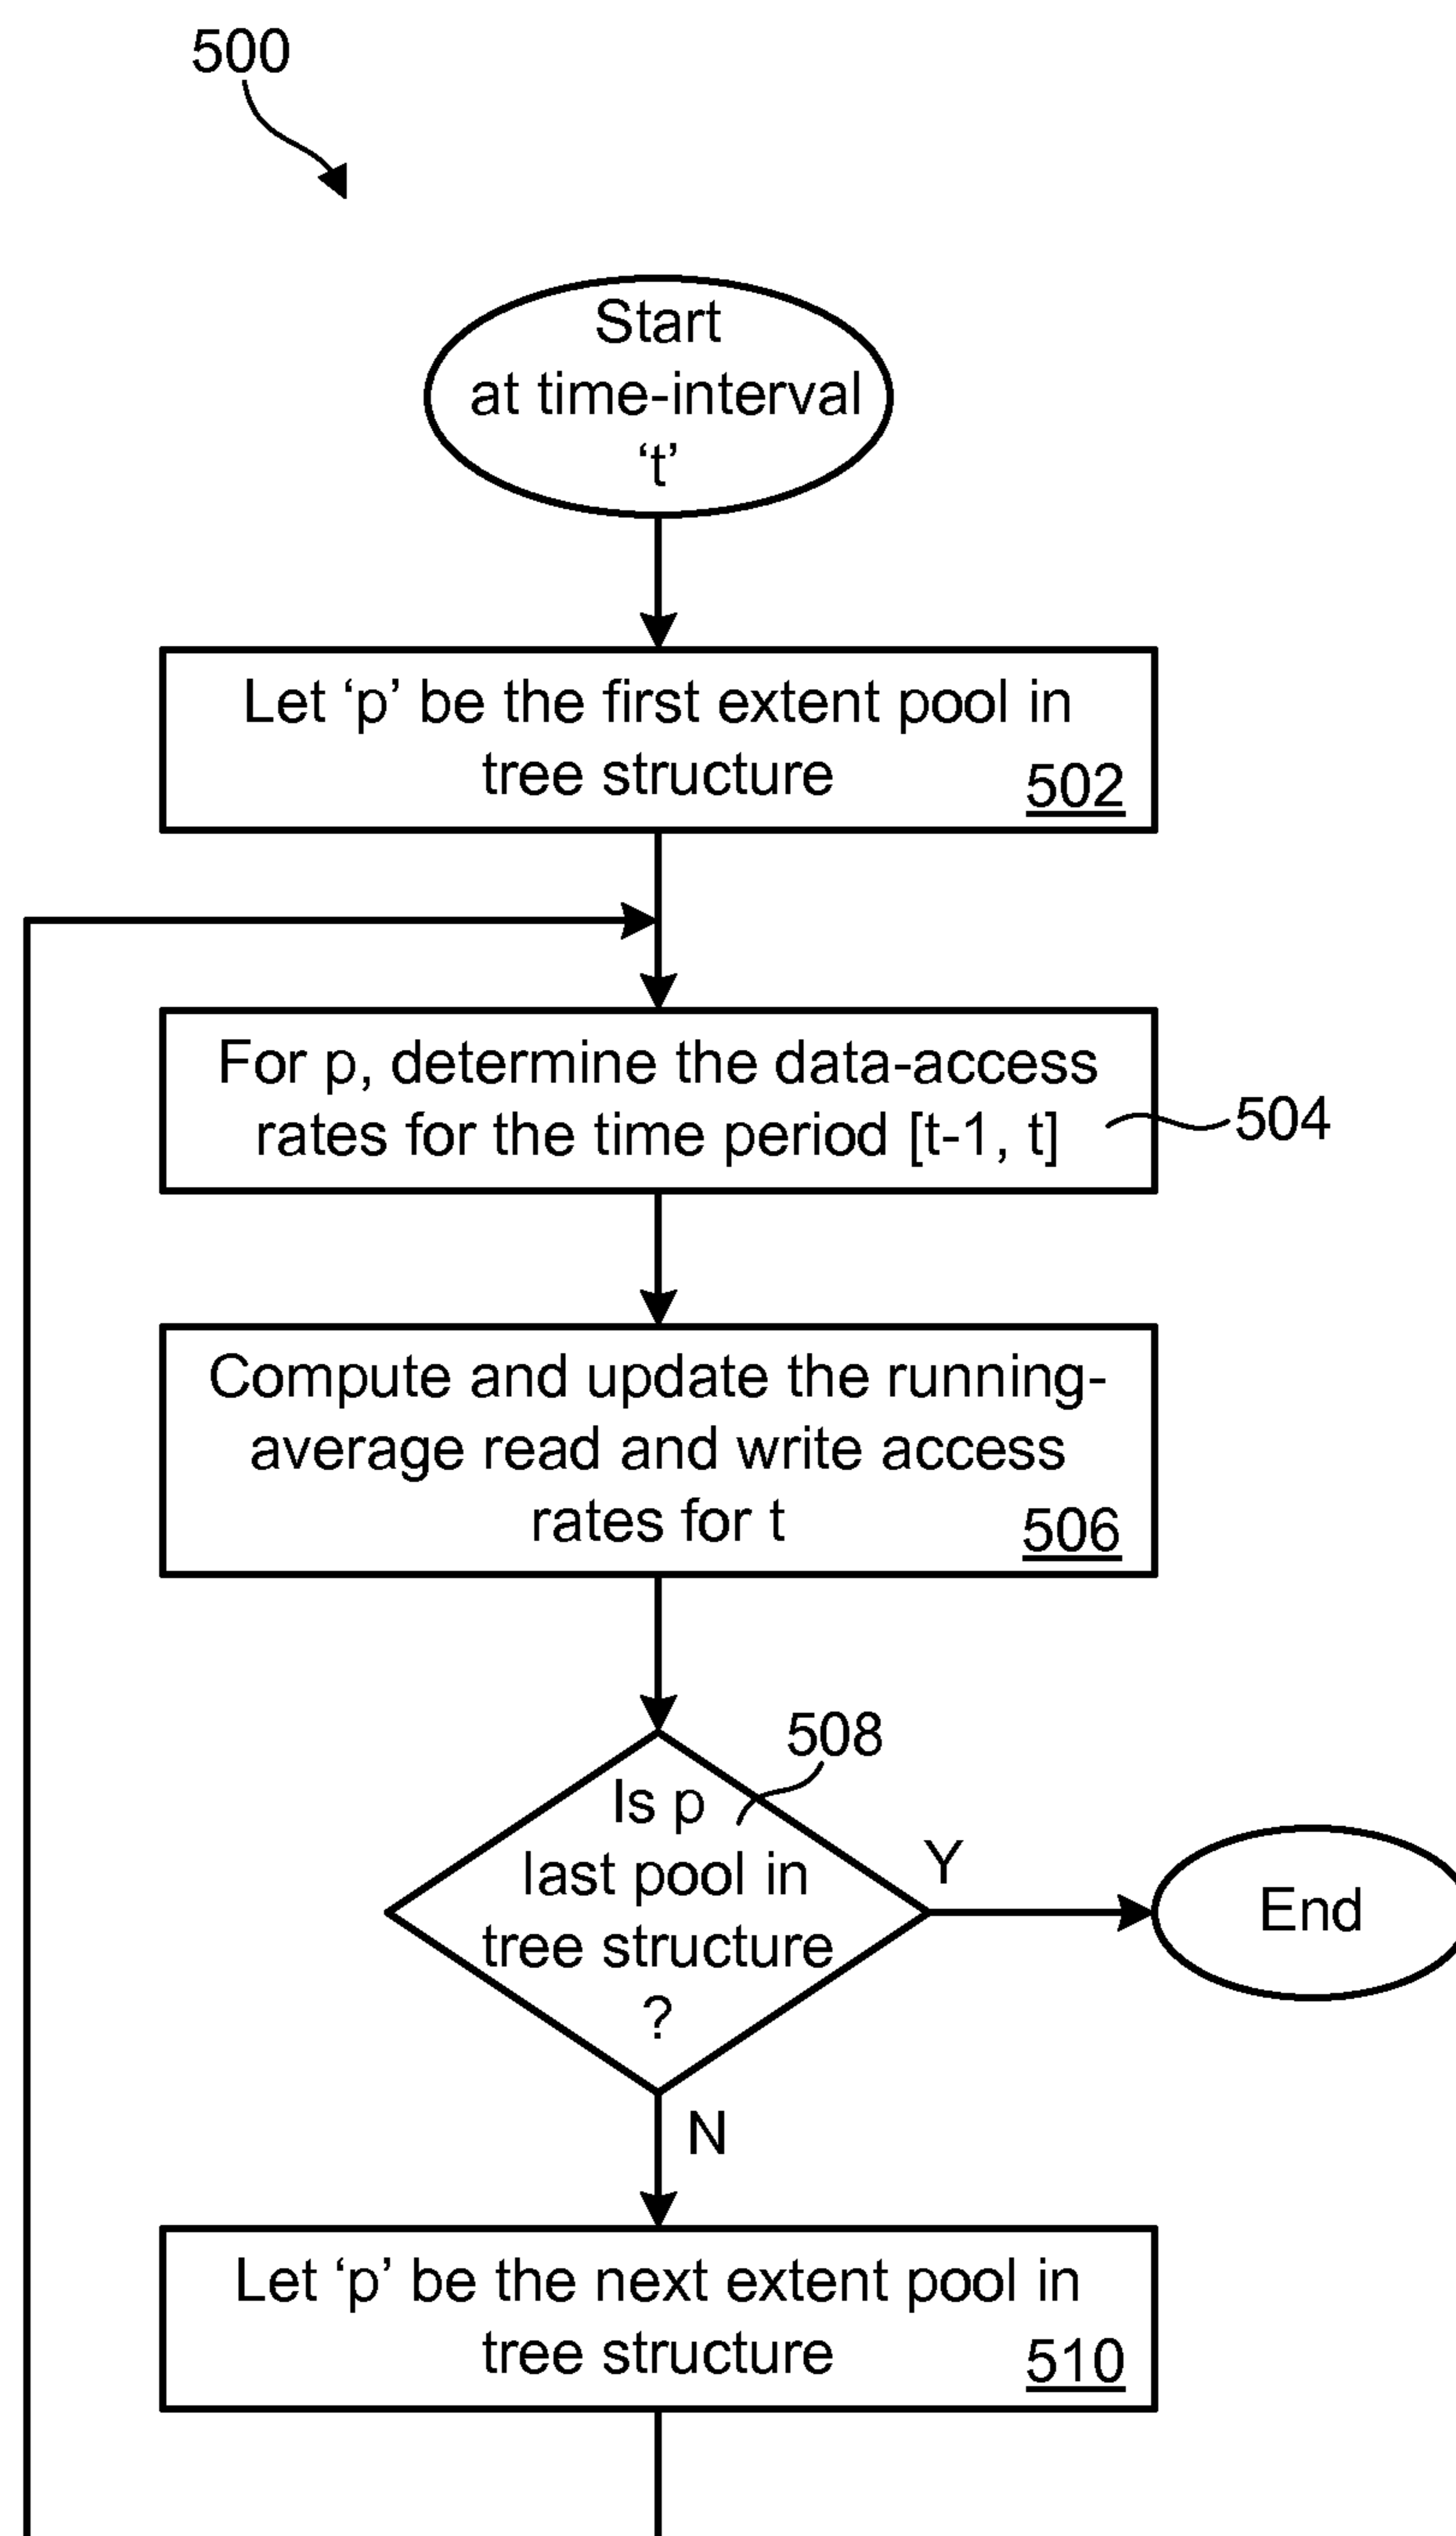 500
Start
at time-interval
‘t’
Let ‘p’ be the first extent pool in
tree structure
502
For p, determine the data-access
rates for the time period [t-1, t]
504
Compute and update the running-
average read and write access
rates for t
506
508
Is p
last pool in
tree structure
?
Y
End
N
Let ‘p’ be the next extent pool in
tree structure
510